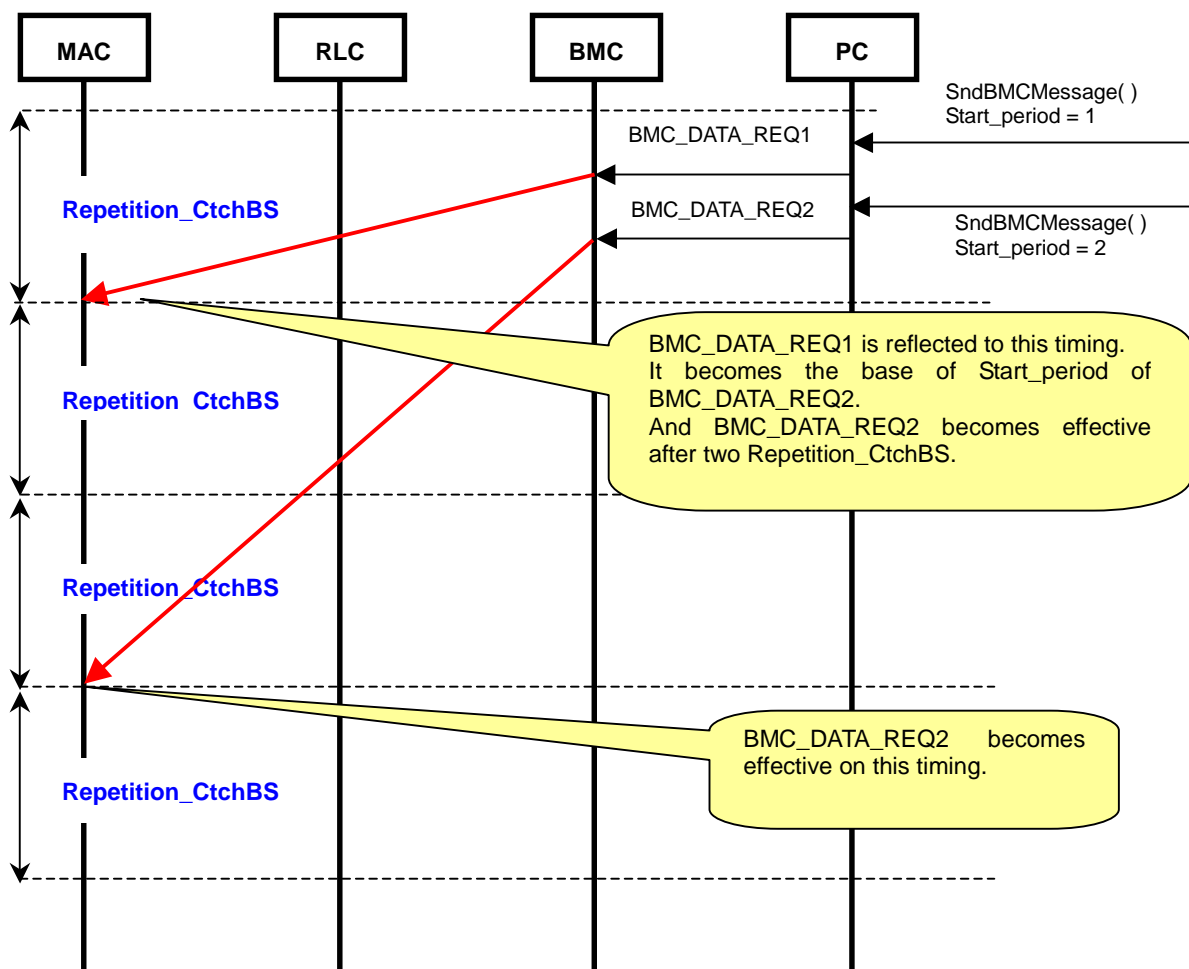 MAC
RLC
BMC
PC
SndBMCMessage( )
Start_period = 1
BMC_DATA_REQ1
Repetition_CtchBS
BMC_DATA_REQ2
SndBMCMessage( )
Start_period = 2
BMC_DATA_REQ1 is reflected to this timing.
It becomes the base of Start_period of
BMC_DATA_REQ2.
And BMC_DATA_REQ2 becomes effective
after two Repetition_CtchBS.
Repetition_CtchBS
Repetition_CtchBS
BMC_DATA_REQ2 becomes
effective on this timing.
Repetition_CtchBS